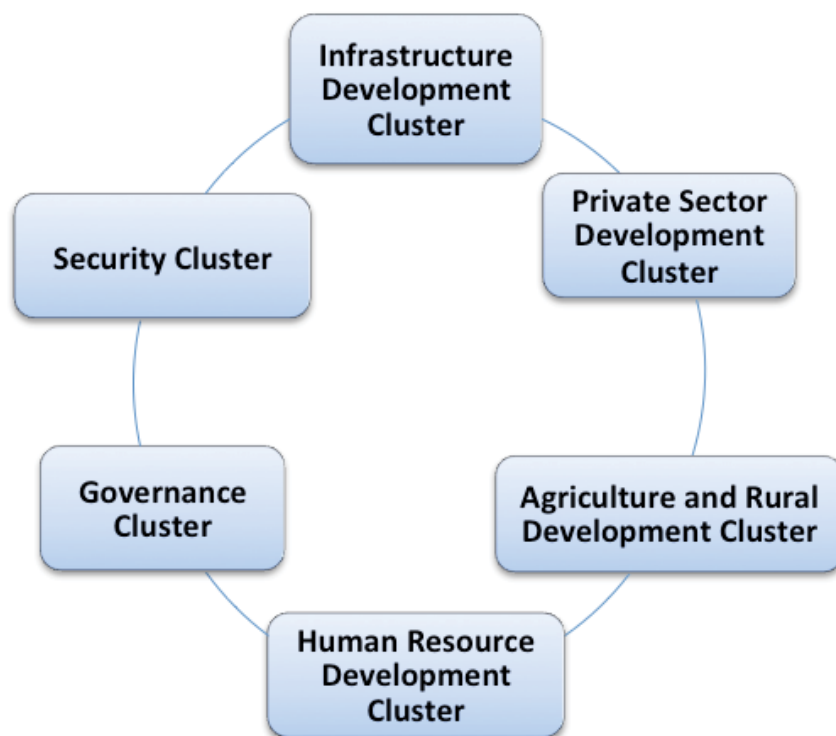 Infrastructure
Development
Cluster
Private Sector
Development
Cluster
Agriculture and Rural
Development Cluster
Human Resource
Development
Cluster
Governance
Cluster
Security Cluster